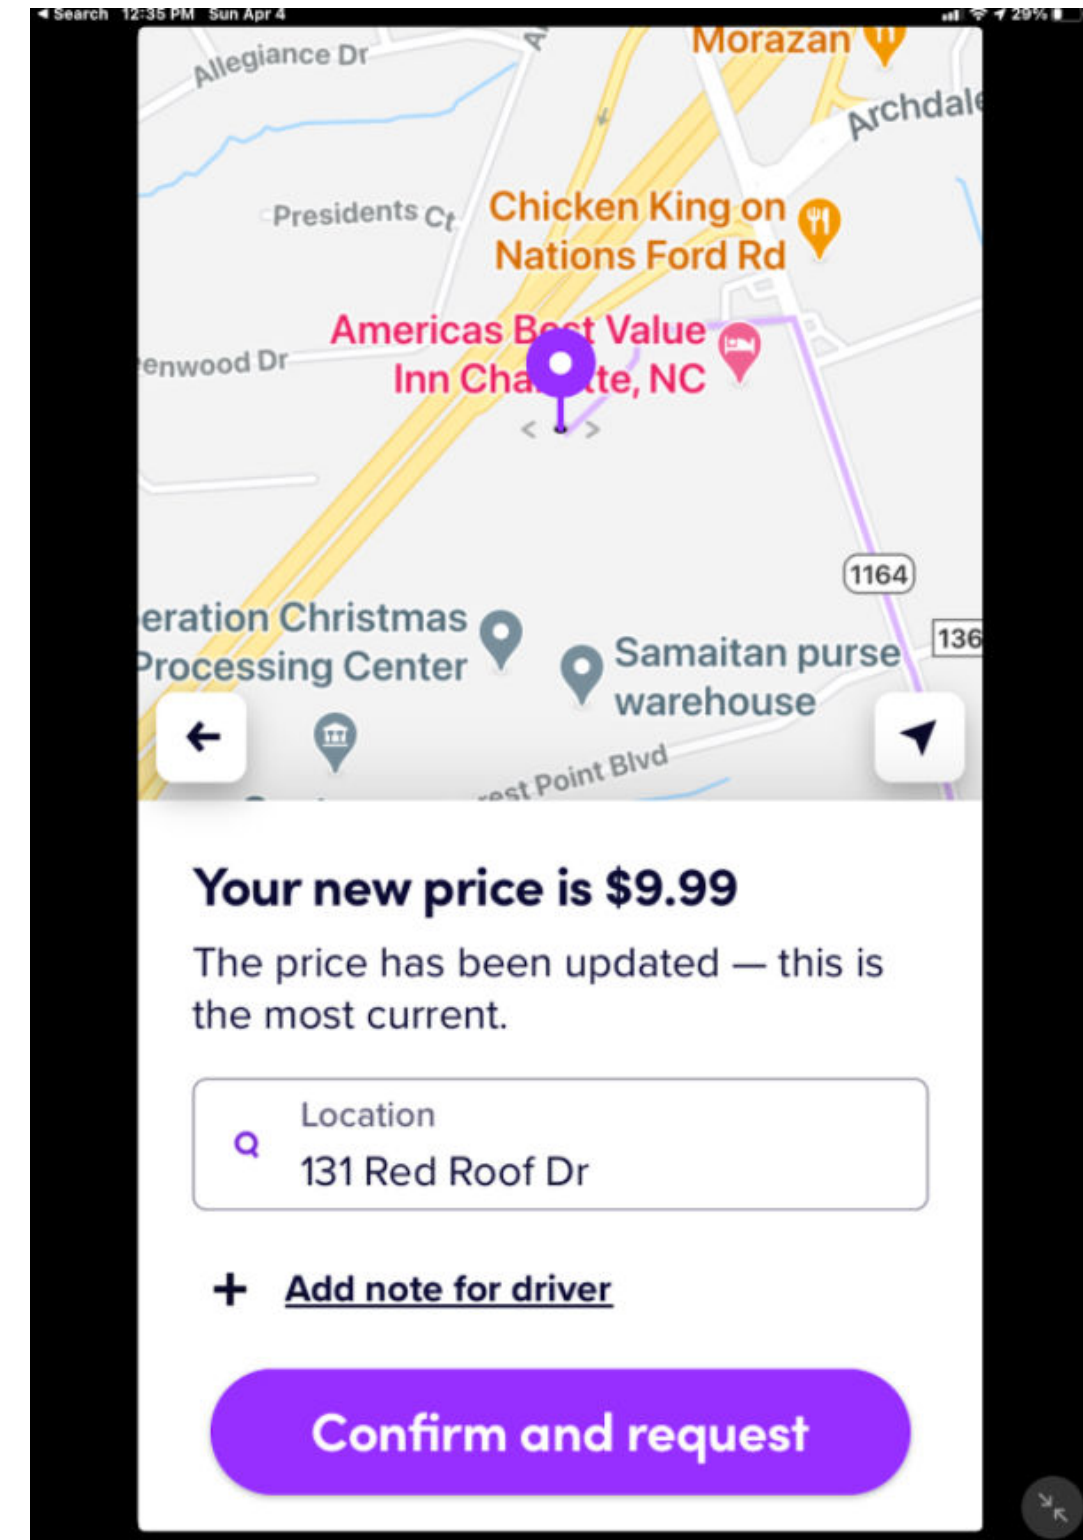 Search 12:35 PM Sun Apr 4
29%
Morazan
Allegiance Dr
Archdale
Presidents Ct
Chicken King on
Nations Ford Rd
Americas Best Value
Inn Cha tte, NC
enwood Dr
1164
eration Christmas
Processing Center
136
Samaitan purse
warehouse
rest Point Blvd
Your new price is $9.99
The price has been updated — this is
the most current.
Location
131 Red Roof Dr
+ Add note for driver
Confirm and request